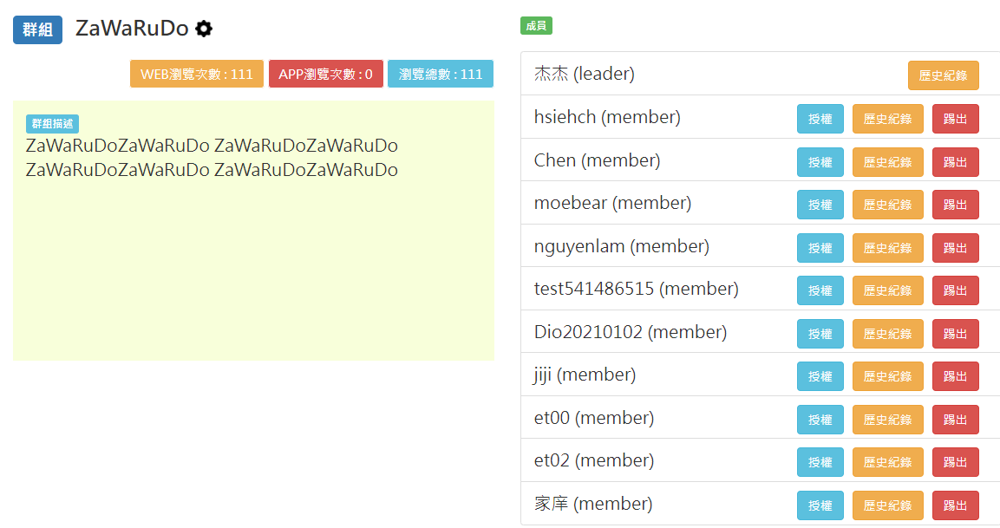 群組 ZaWaRuDo
WEB瀏覽次數 : 111 APP瀏覽次數 : 0 瀏覽總數 : 111
群組描述
ZaWaRuDoZaWaRuDo ZaWaRuDoZaWaRuDo
ZaWaRuDoZaWaRuDo ZaWaRuDoZaWaRuDo
成員
杰杰 (leader) 歷史紀錄
hsiehch (member) 授權 歷史紀錄 踢出
Chen (member) 授權 歷史紀錄 踢出
moebear (member) 授權 歷史紀錄 踢出
nguyenlam (member) 授權 歷史紀錄 踢出
test541486515 (member) 授權 歷史紀錄 踢出
Dio20210102 (member) 授權 歷史紀錄 踢出
jiji (member) 授權 歷史紀錄 踢出
et00 (member) 授權 歷史紀錄 踢出
et02 (member) 授權 歷史紀錄 踢出
家庠 (member) 授權 歷史紀錄 踢出